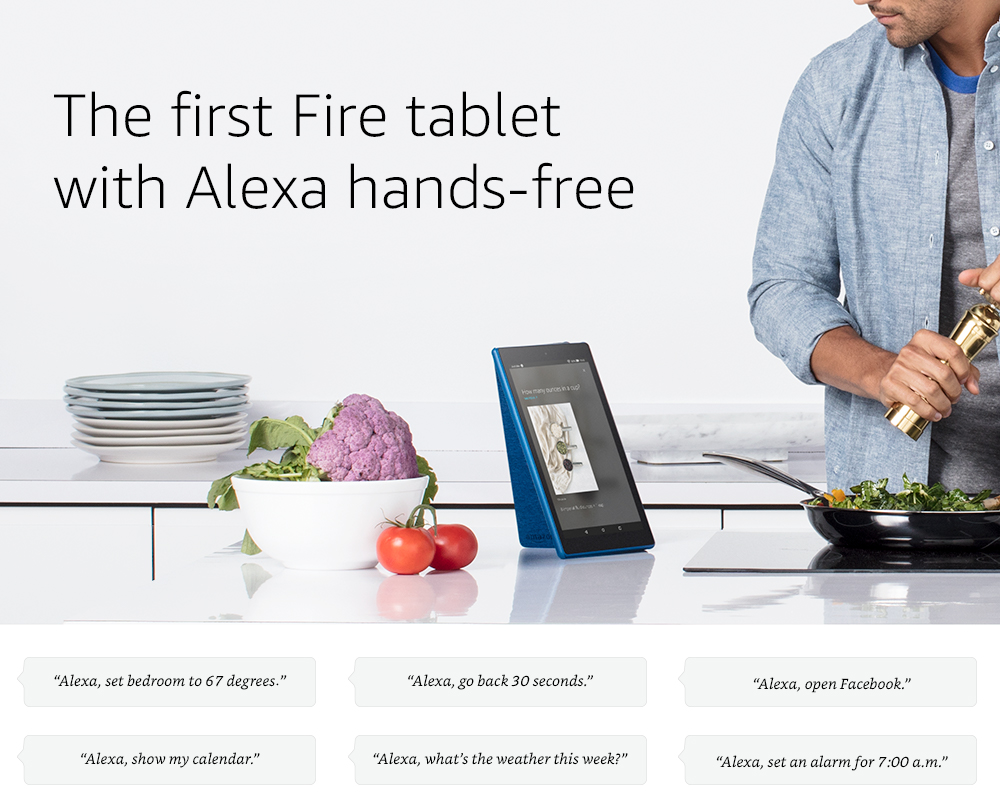 The first Fire tablet
with Alexa hands-free
How many ounces in a cup?
“Alexa, set bedroom to 67 degrees.”
“Alexa, go back 30 seconds.”
“Alexa, open Facebook.”
“Alexa, show my calendar.”
“Alexa, what’s the weather this week?”
“Alexa, set an alarm for 7:00 a.m.”